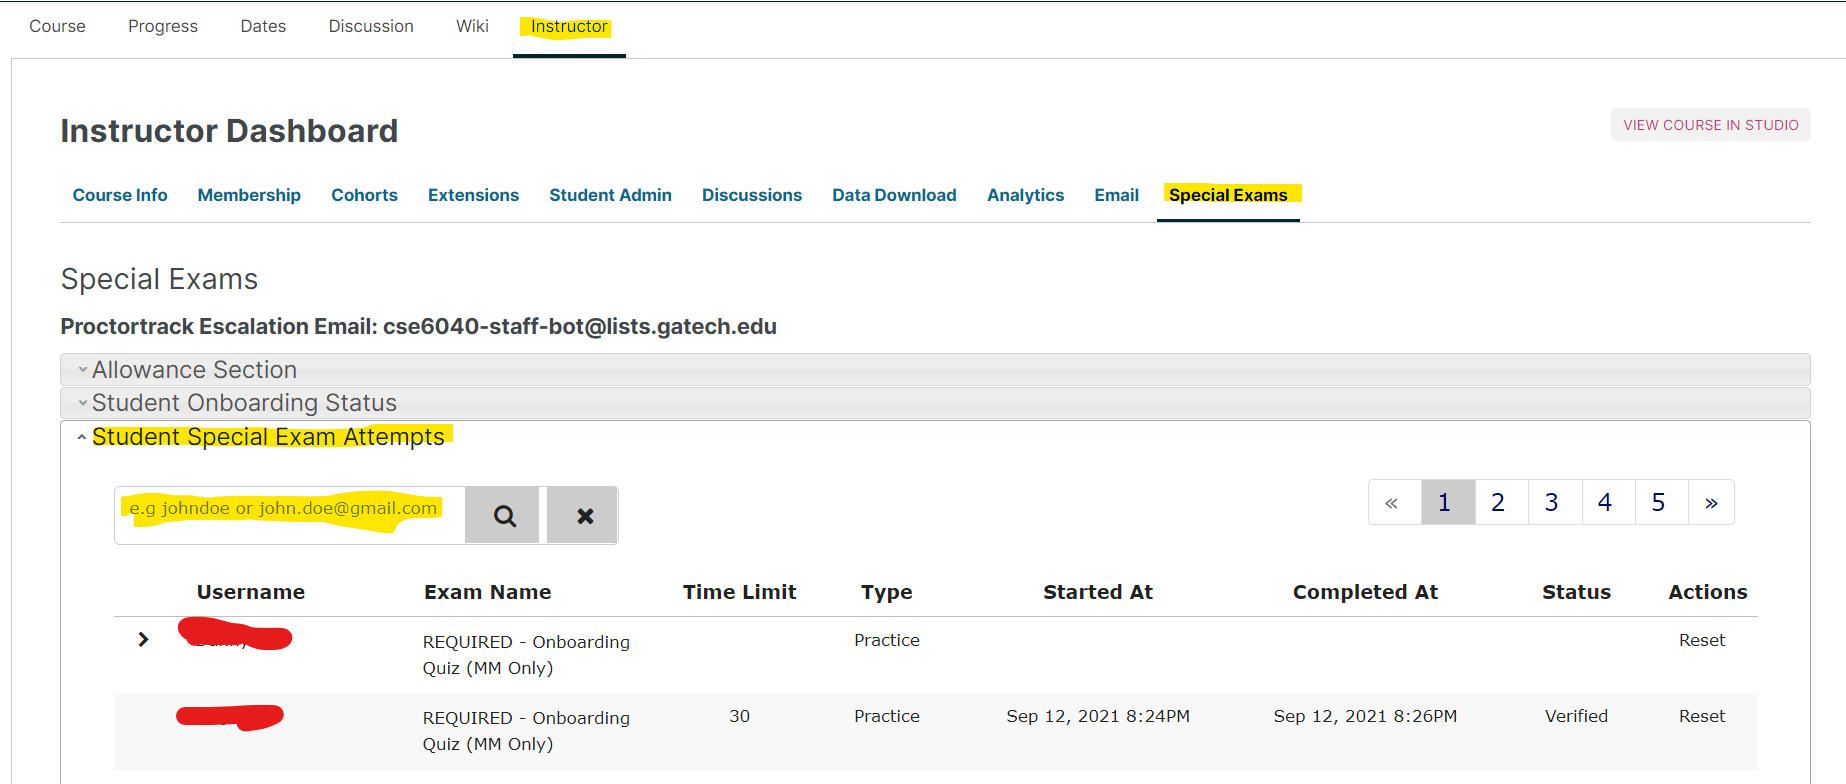 Course Progress Dates Discussion Wiki Instructor
Instructor Dashboard
VIEW COURSE IN STUDIO
Course Info Membership Cohorts Extensions Student Admin Discussions Data Download Analytics Email Special Exams
Special Exams
Proctortrack Escalation Email: cse6040-staff-bot@lists.gatech.edu
Allowance Section
Student Onboarding Status
Student Special Exam Attempts
e.g johndoe or john.doe@gmail.com
« 1 2 3 4 5 »
Username Exam Name Time Limit Type Started At Completed At Status Actions
REQUIRED - Onboarding Practice Reset
Quiz (MM Only)
REQUIRED - Onboarding 30 Practice Sep 12, 2021 8:24PM Sep 12, 2021 8:26PM Verified Reset
Quiz (MM Only)